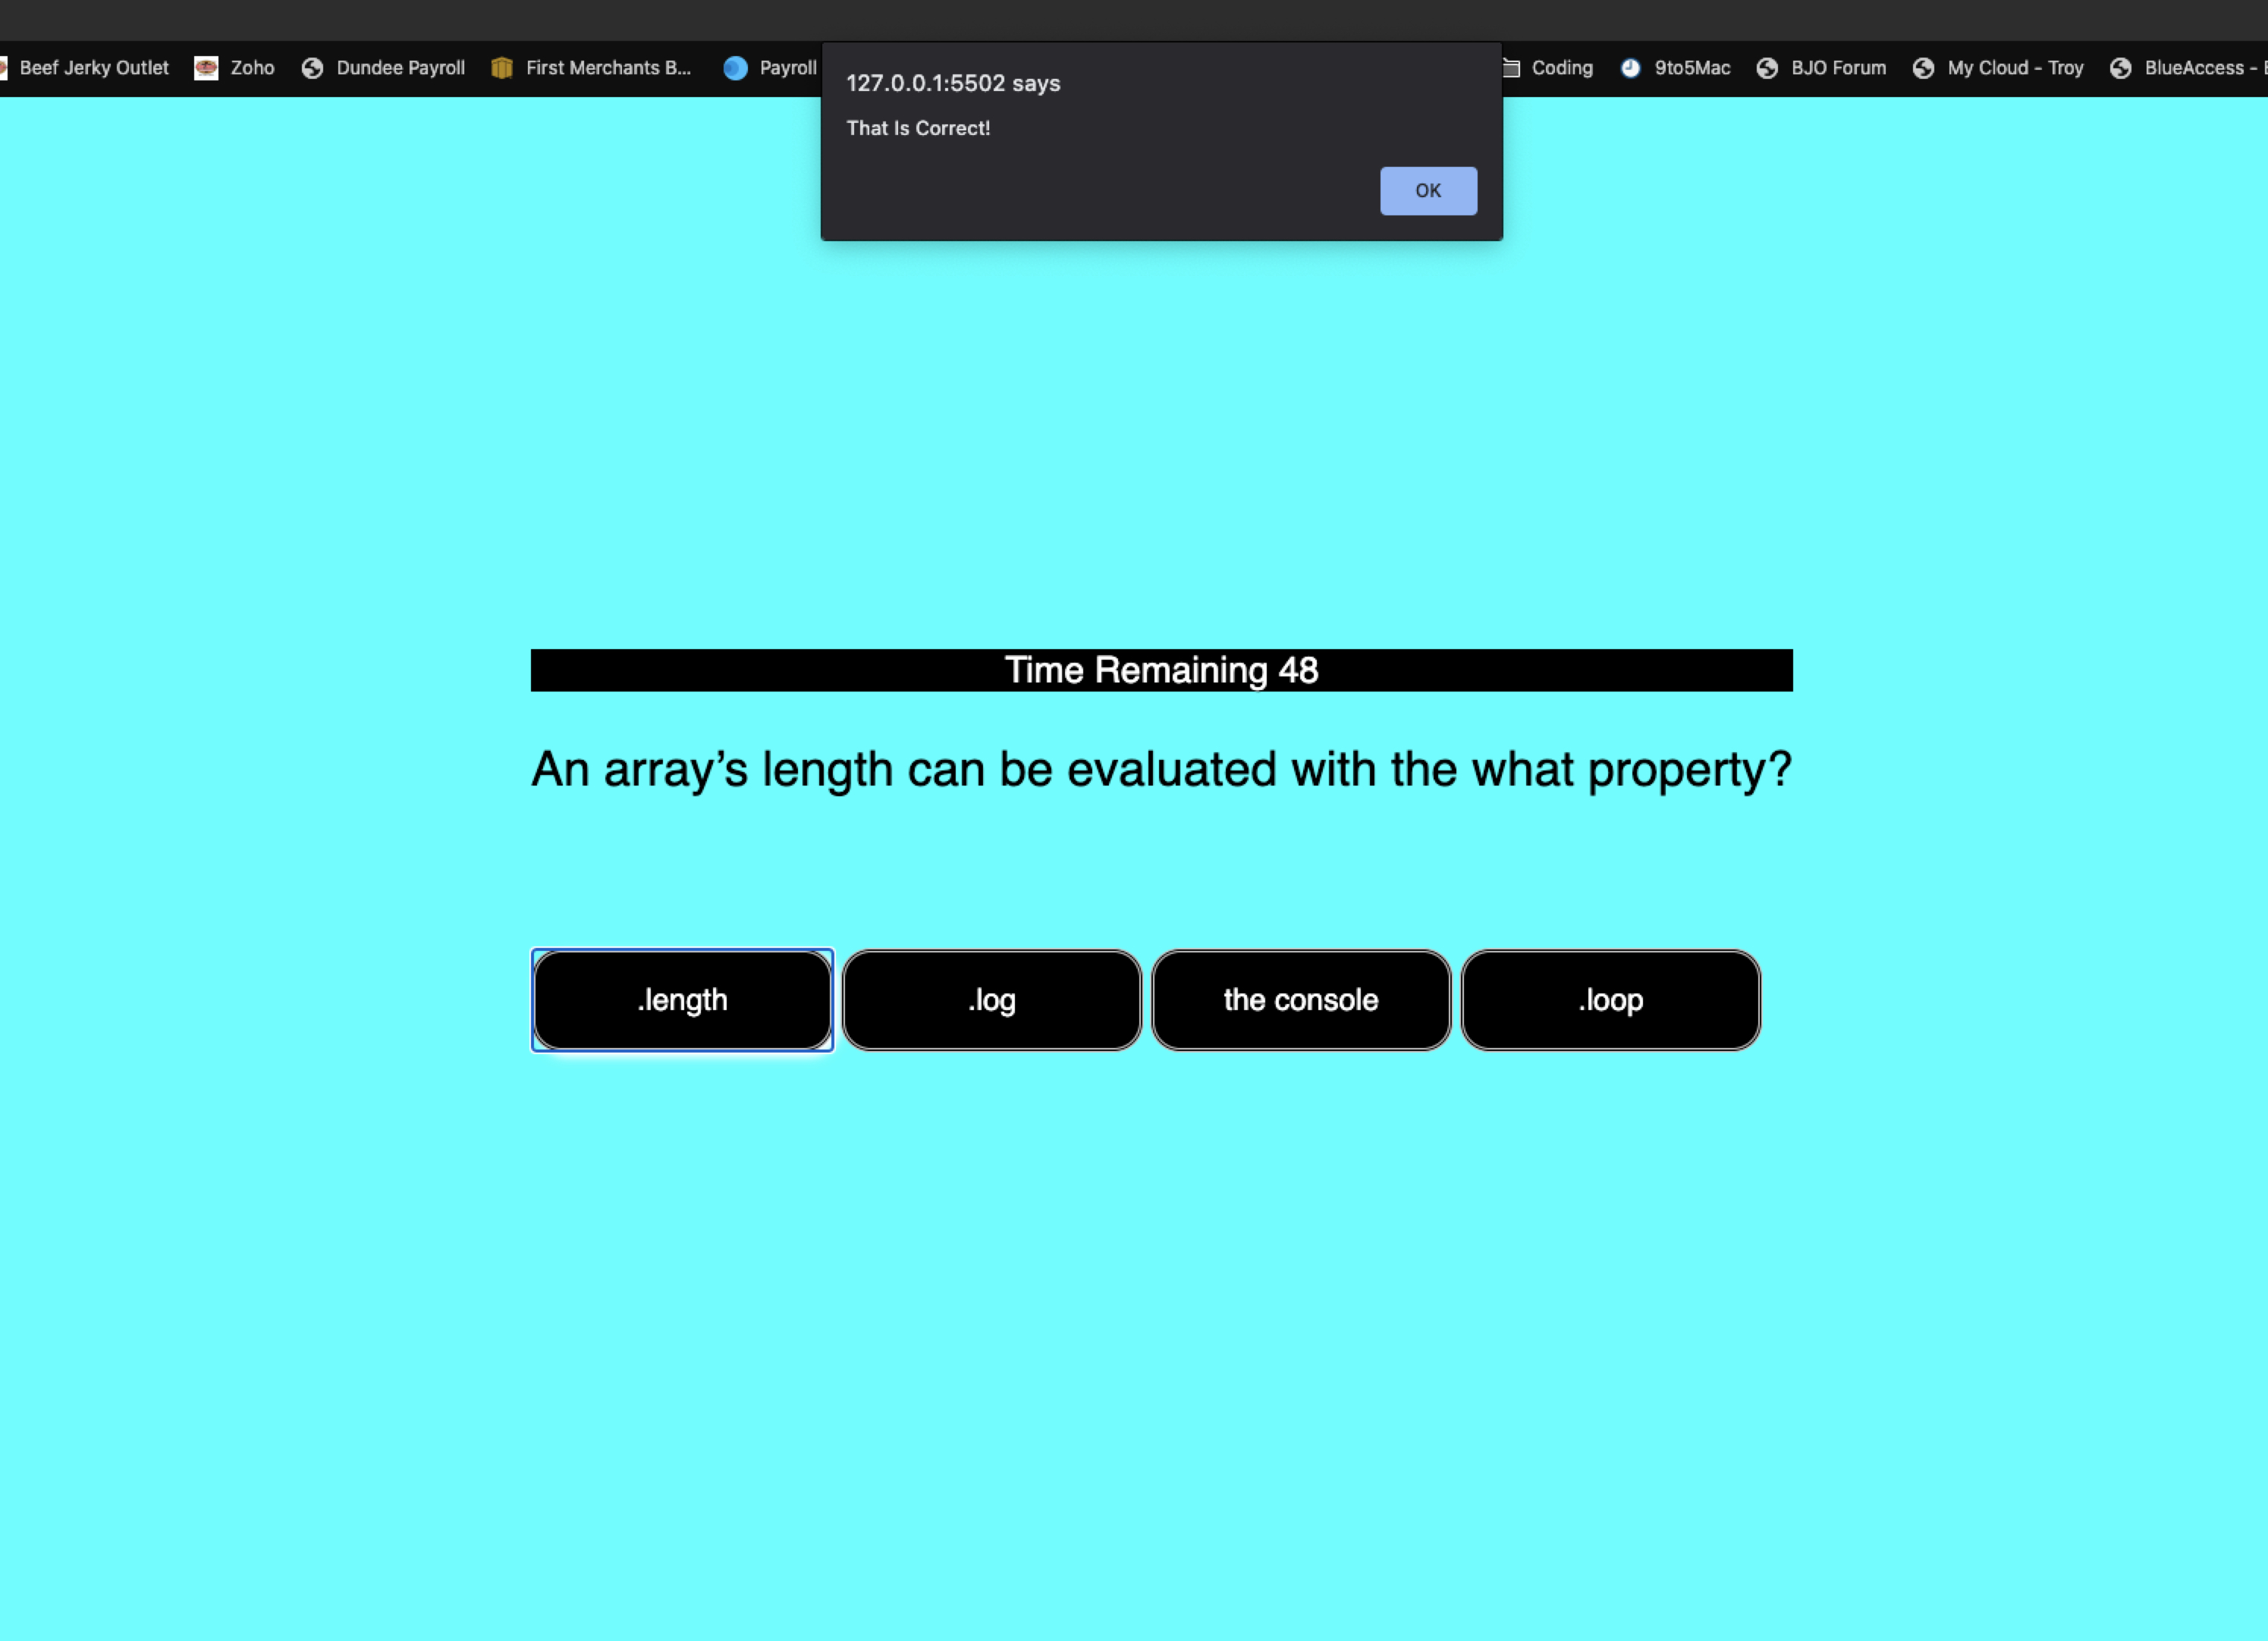 Beef Jerky Outlet Zoho Dundee Payroll First Merchants B... Payroll Coding 9to5Mac BJO Forum My Cloud - Troy BlueAccess -
127.0.0.1:5502 says
That Is Correct!
OK
Time Remaining 48
An array’s length can be evaluated with the what property?
.length .log the console .loop